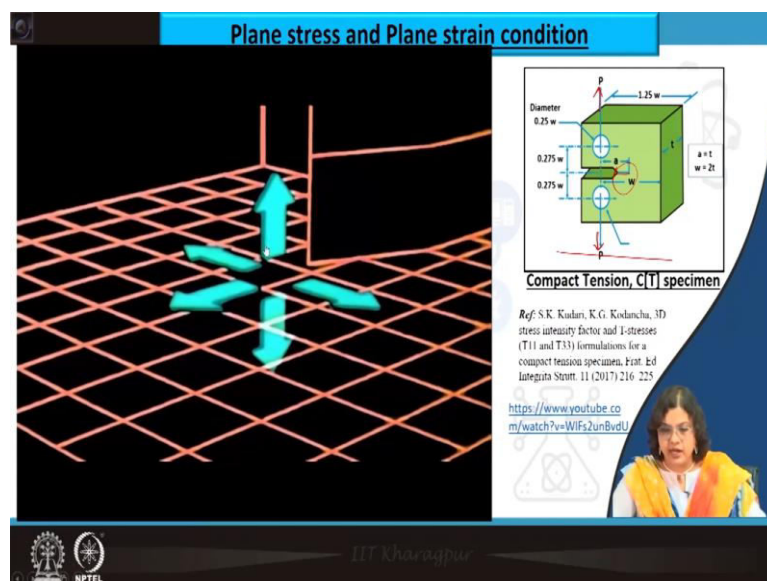 Plane stress and Plane strain condition
P
1.25 w
Diameter
0.25 w
t
a
0.275 w
a × t
w = 2t
W
0.275 w
P
Compact Tension, C[T] specimen
Ref: S.K. Kudari, K.G. Kodancha, 3D
stress intensity factor and T-stresses
(T11 and T33) formulations for a
compact tension specimen, Frat. Ed
Integrita Strutt. 11 (2017) 216 225
https://www.youtube.co
m/watch?v=WIFs2unBvdU
IIT Kharagpur
NPTEL